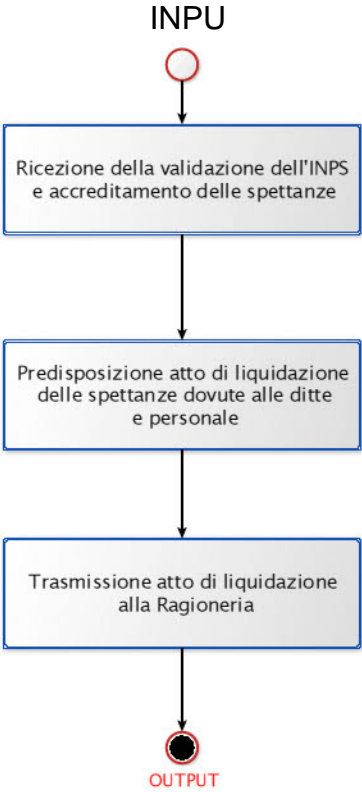 INPU
Ricezione della validazione dell'INPS
e accreditamento delle spettanze
Predisposizione atto di liquidazione
delle spettanze dovute alle ditte
e personale
Trasmissione atto di liquidazione
alla Ragioneria
OUTPUT